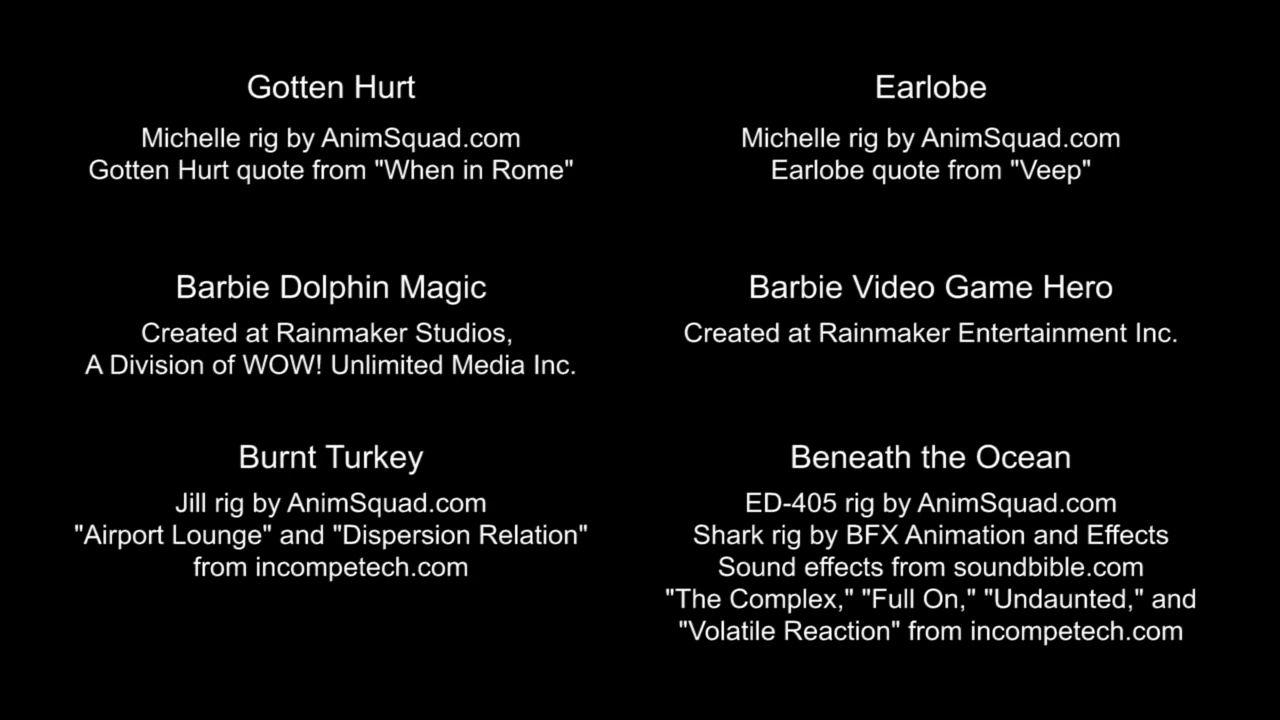 Gotten Hurt
Michelle rig by AnimSquad.com
Gotten Hurt quote from "When in Rome"
Earlobe
Michelle rig by AnimSquad.com
Earlobe quote from "Veep"
Barbie Dolphin Magic
Created at Rainmaker Studios,
A Division of WOW! Unlimited Media Inc.
Barbie Video Game Hero
Created at Rainmaker Entertainment Inc.
Burnt Turkey
Jill rig by AnimSquad.com
"Airport Lounge" and "Dispersion Relation"
from incompetech.com
Beneath the Ocean
ED-405 rig by AnimSquad.com
Shark rig by BFX Animation and Effects
Sound effects from soundbible.com
"The Complex," "Full On," "Undaunted," and
"Volatile Reaction" from incompetech.com